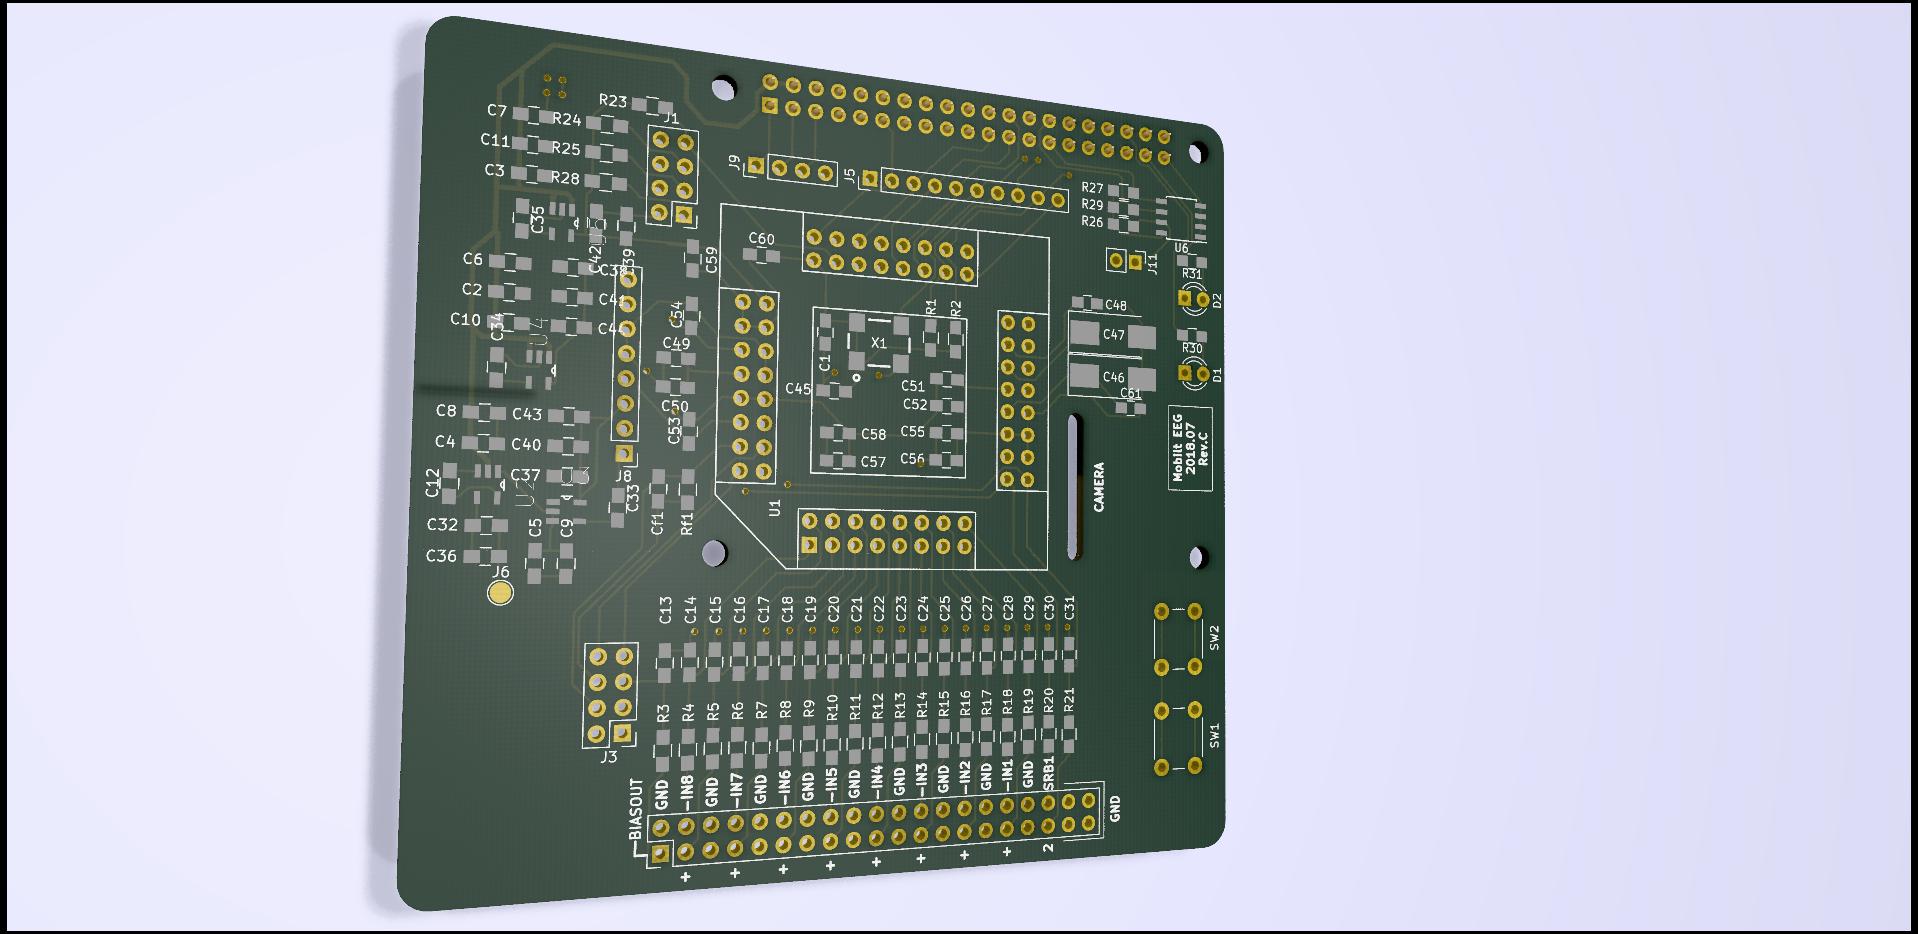 R23
J1
C7
R24
C11
R25
C3
R28
J9
J5
R27
R29
R26
U6
C35
C42
C39
C59
C60
J11
R31
D2
C6
C38
C2
C41
C10
C34
U4
C44
C54
C49
C50
C53
R1
R2
X1
C1
C45
C51
C52
C58
C55
C57
C56
C48
C47
C46
C61
R30
D1
C8
C43
C4
C40
C12
C37
U2
J8
C33
Cf1
Rf1
U1
CAMERA
Mobilt EEG
2018.07
Rev.C
C32
C5
C9
C36
J6
C13
C14
C15
C16
C17
C18
C19
C20
C21
C22
C23
C24
C25
C26
C27
C28
C29
C30
C31
SW2
R3
R4
R5
R6
R7
R8
R9
R10
R11
R12
R13
R14
R15
R16
R17
R18
R19
R20
R21
SW1
J3
BIASOUT
GND
-IN8
GND
-IN7
GND
-IN6
GND
-IN5
GND
-IN4
GND
-IN3
GND
-IN2
GND
-IN1
GND
SRB1
GND
+ + + + + + + + 2